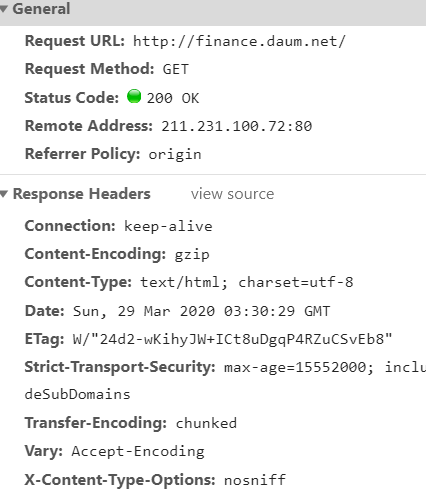 General
Request URL: http://finance.daum.net/
Request Method: GET
Status Code: 200 OK
Remote Address: 211.231.100.72:80
Referrer Policy: origin
Response Headers view source
Connection: keep-alive
Content-Encoding: gzip
Content-Type: text/html; charset=utf-8
Date: Sun, 29 Mar 2020 03:30:29 GMT
ETag: W/"24d2-wKihyJW+ICt8uDgqP4RZuCSvEb8"
Strict-Transport-Security: max-age=15552000; inclu
deSubDomains
Transfer-Encoding: chunked
Vary: Accept-Encoding
X-Content-Type-Options: nosniff